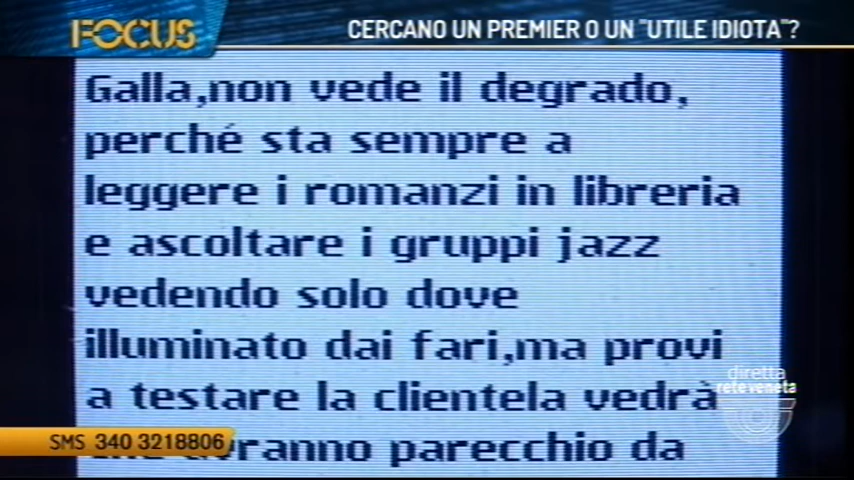 FOCUS
CERCANO UN PREMIER O UN "UTILE IDIOTA"?
Galla,non vede il degrado,
perché sta sempre a
leggere i romanzi in libreria
e ascoltare i gruppi jazz
vedendo solo dove
illuminato dai fari,ma provi
a testare la clientela vedrà
diretta
reteveneta
SMS 340 3218806
avranno parecchio da